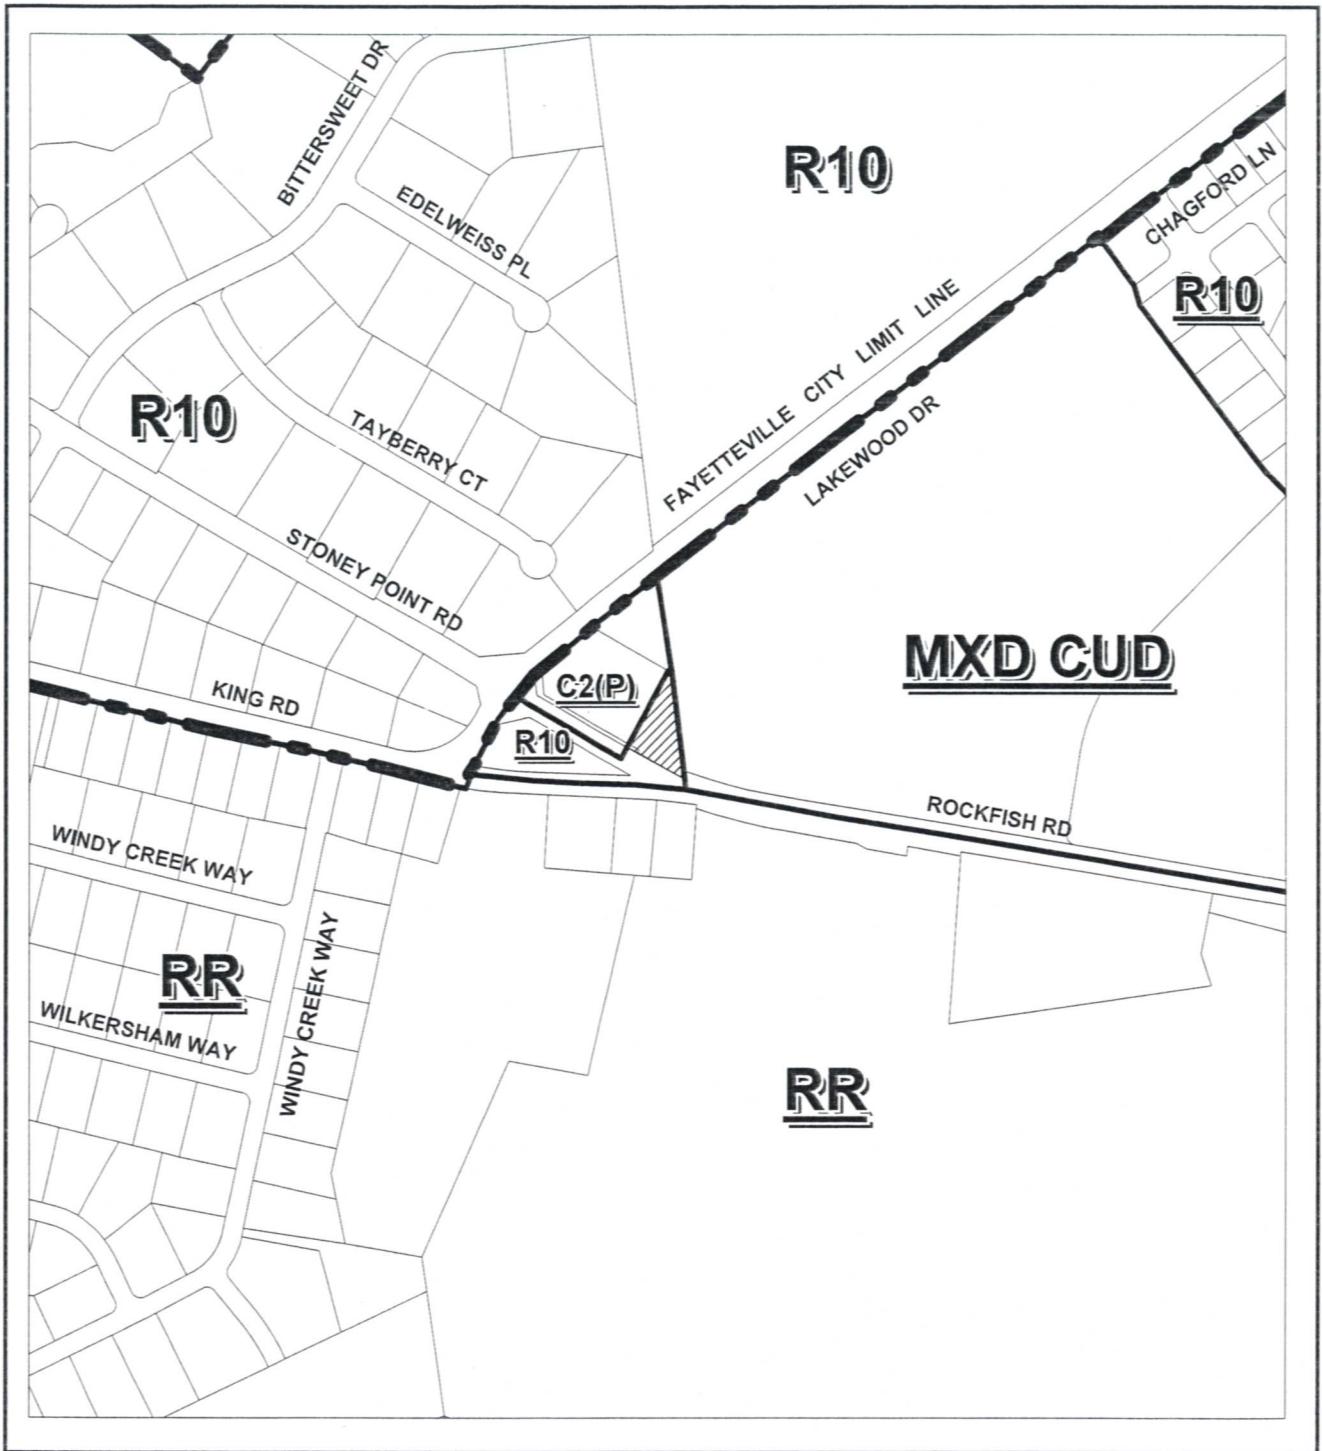 BITTERSWEET DR
R10
CHAGFORD LN
EDELWEISS PL
R10
FAYETTEVILLE CITY LIMIT LINE
R10
TAYBERRY CT
LAKEWOOD DR
STONEY POINT RD
MXD CUD
C2(P)
KING RD
R10
ROCKFISH RD
WINDY CREEK WAY
WINDY CREEK WAY
RR
WILKERSHAM WAY
RR